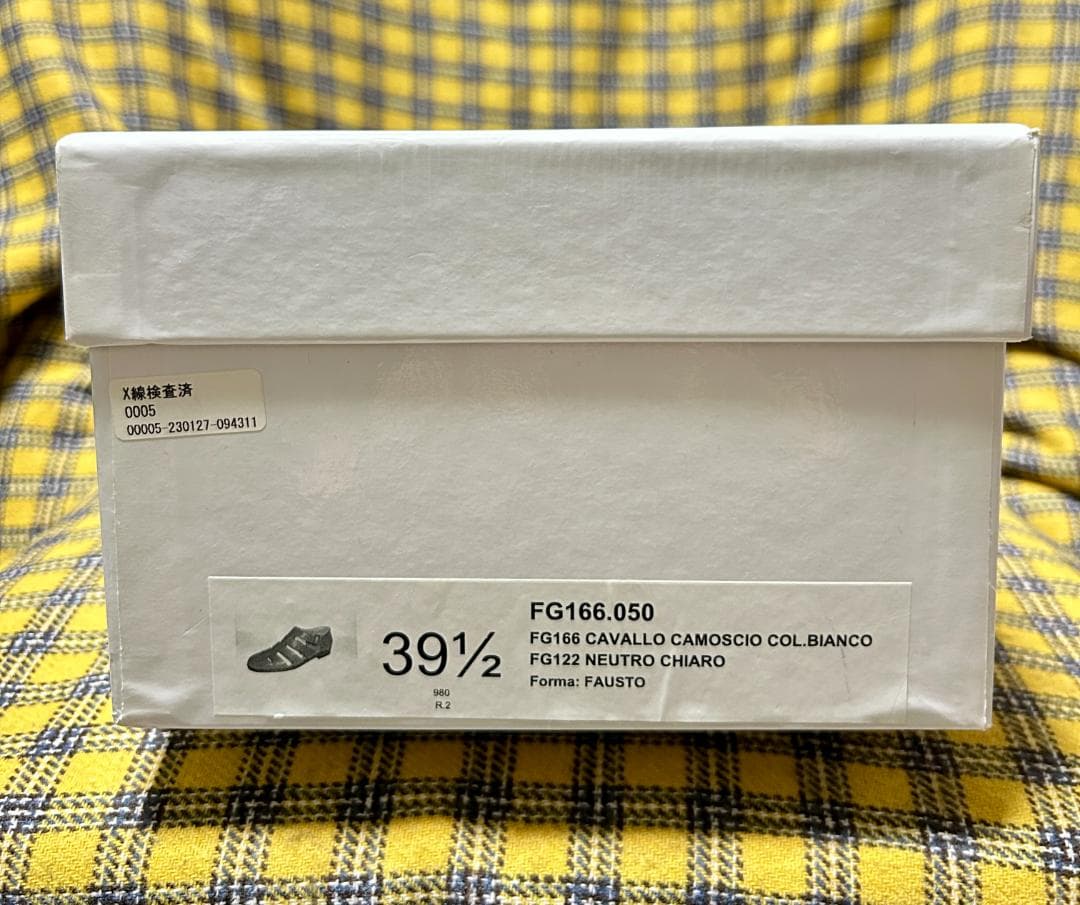 X線検査済
0005
00005-230127-094311
FG166.050
39½
FG166 CAVALLO CAMOSCIO COL.BIANCO
FG122 NEUTRO CHIARO
Forma: FAUSTO
980
R.2